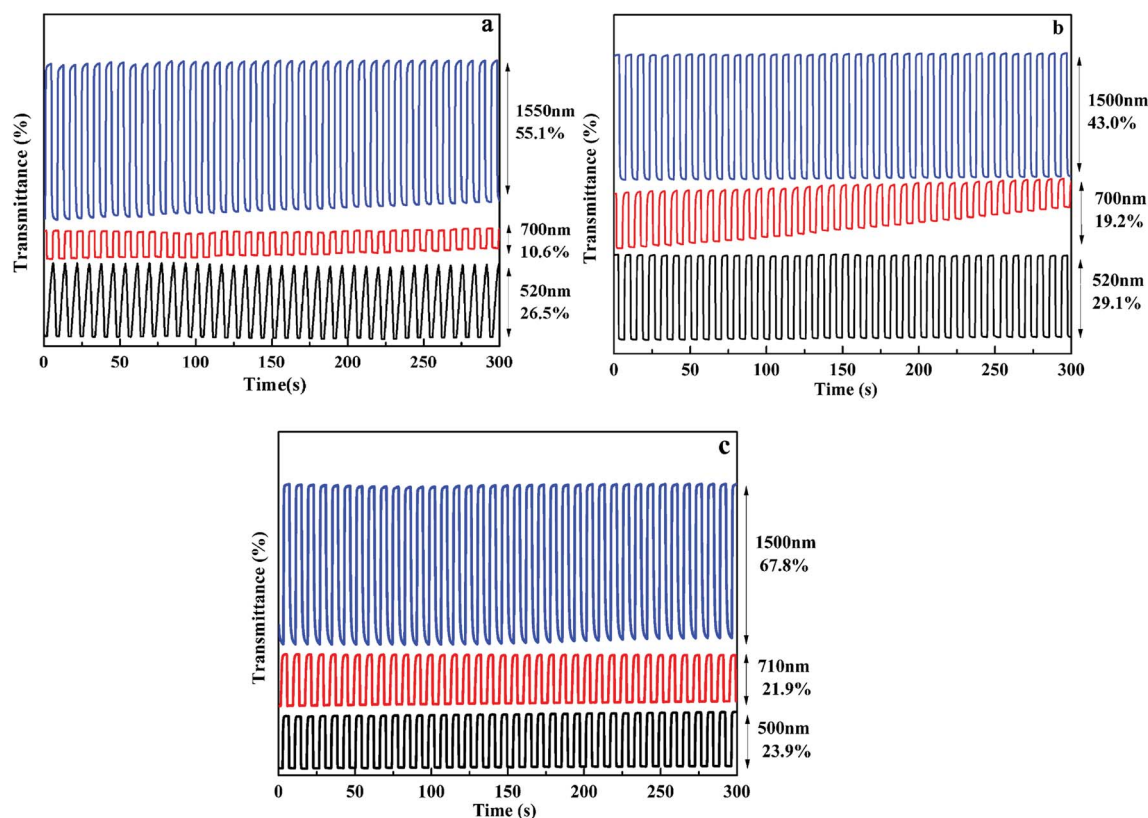 a
Transmittance (%)
1550nm
55.1%
700nm
10.6%
520nm
26.5%
0 50 100 150 200 250 300
Time(s)
b
Transmittance (%)
1500nm
43.0%
700nm
19.2%
520nm
29.1%
0 50 100 150 200 250 300
Time (s)
c
Transmittance (%)
1500nm
67.8%
710nm
21.9%
500nm
23.9%
0 50 100 150 200 250 300
Time (s)